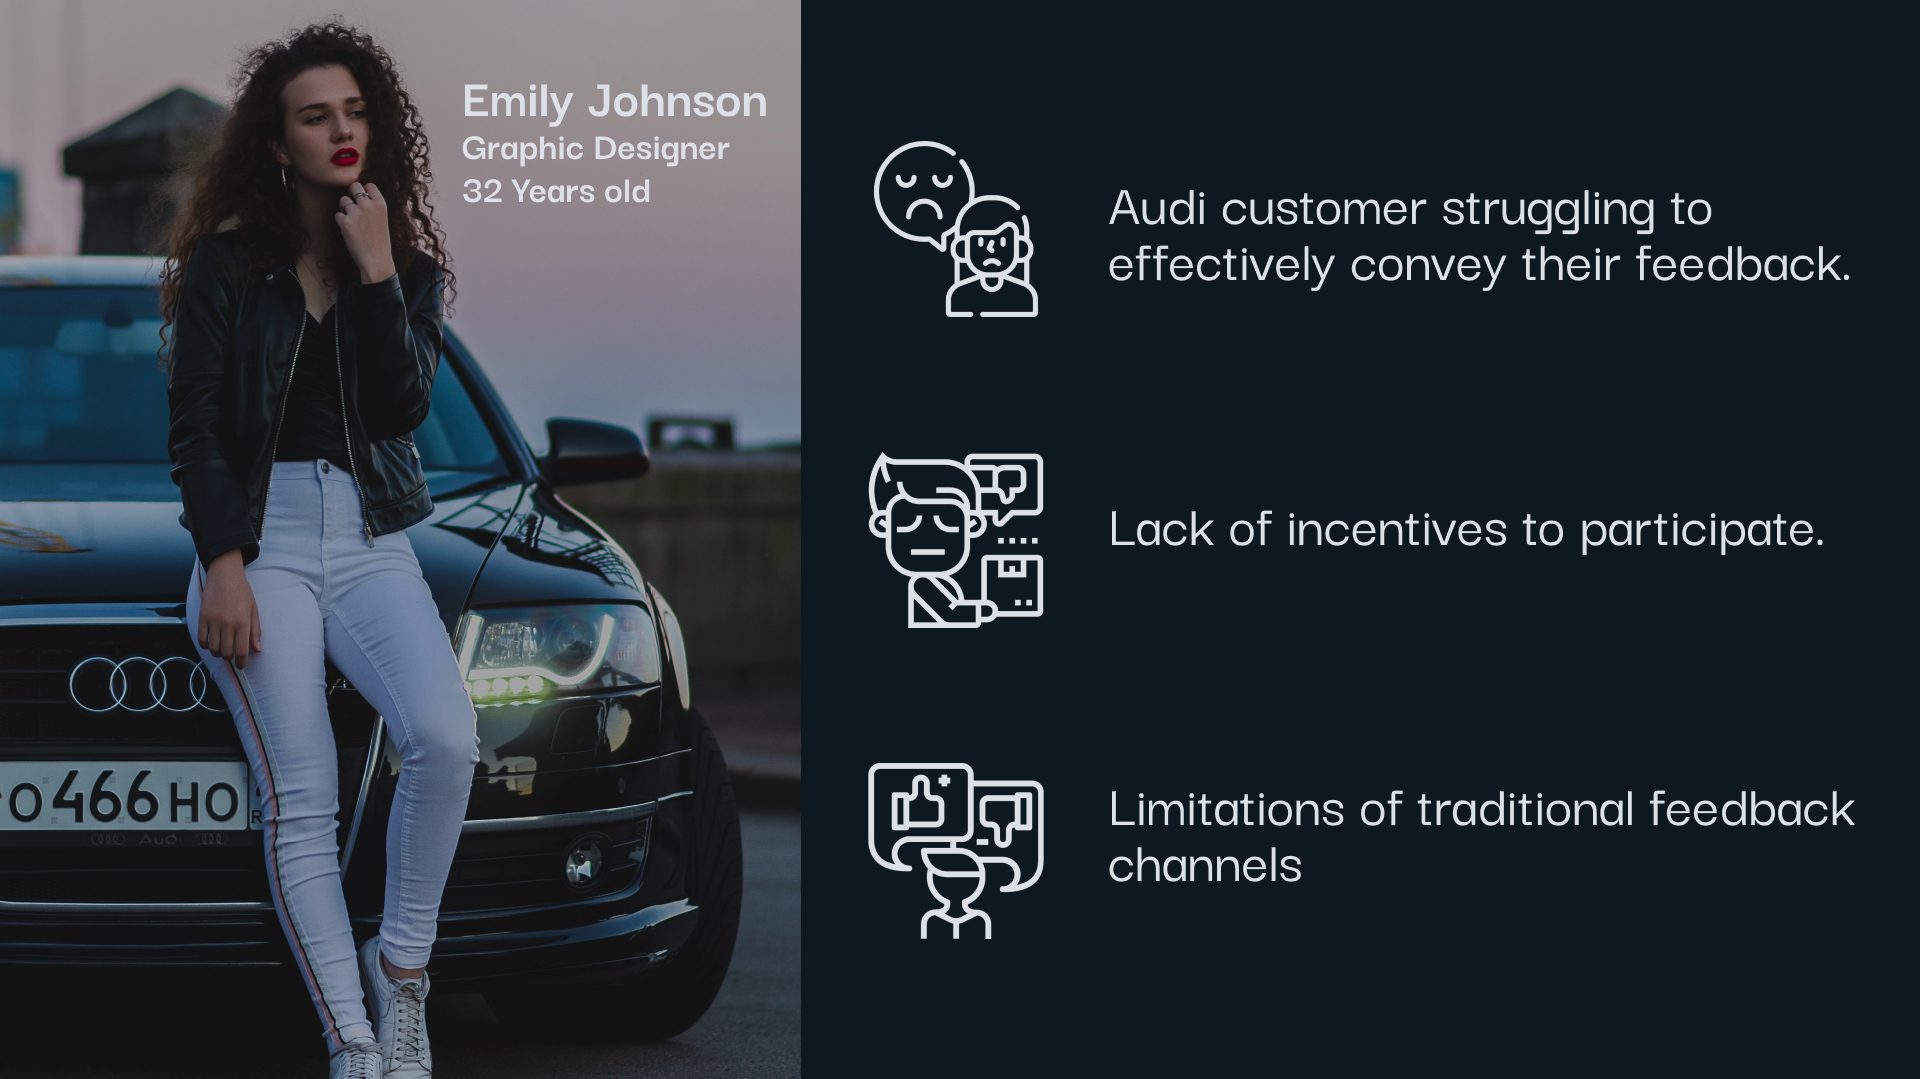 Emily Johnson
Graphic Designer
32 Years old
Audi customer struggling to
effectively convey their feedback.
Lack of incentives to participate.
Limitations of traditional feedback
channels
O466HO
Audi